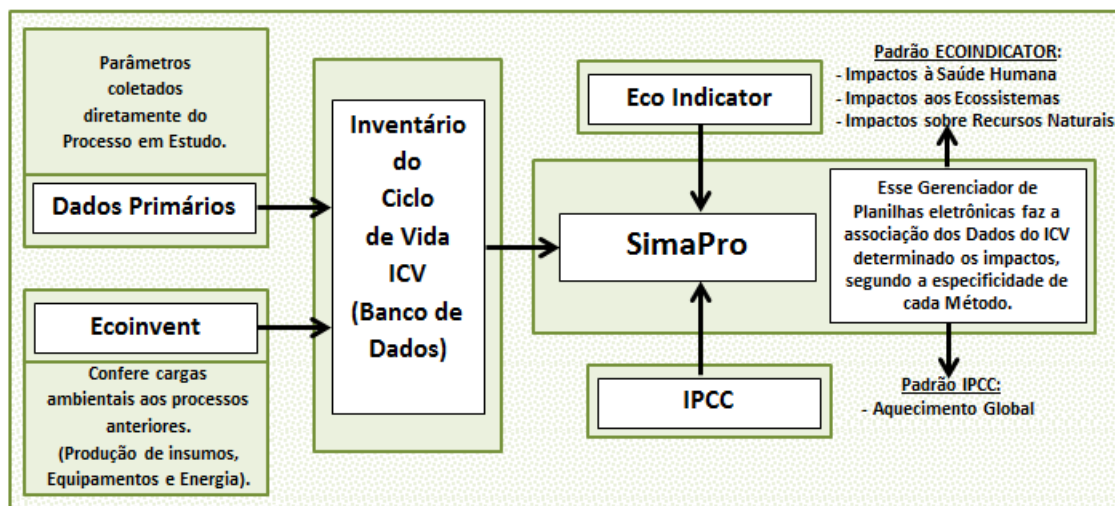 Parâmetros
coletados
diretamente do
Processo em Estudo.
Dados Primários
Ecoinvent
Confere cargas
ambientais aos processos
anteriores.
(Produção de insumos,
Equipamentos e Energia).
Inventário
do
Ciclo
de Vida
ICV
(Banco de
Dados)
Eco Indicator
SimaPro
IPCC
Padrão ECOINDICATOR:
- Impactos à Saúde Humana
- Impactos aos Ecossistemas
- Impactos sobre Recursos Naturais
Esse Gerenciador de
Planilhas eletrônicas faz a
associação dos Dados do ICV
determinado os impactos,
segundo a especificidade de
cada Método.
Padrão IPCC:
- Aquecimento Global